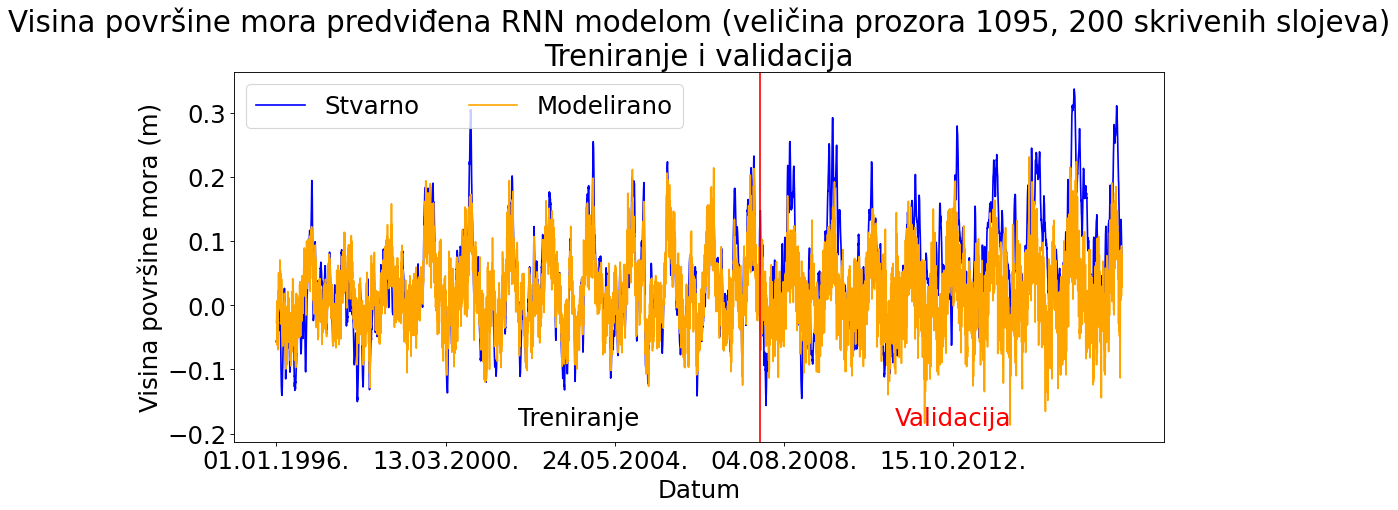 Visina površine mora predviđena RNN modelom (veličina prozora 1095, 200 skrivenih slojeva)
Treniranje i validacija
Stvarno
Modelirano
Visina površine mora (m)
0.3
0.2
0.1
0.0
−0.1
−0.2
Treniranje
Validacija
01.01.1996.
13.03.2000.
24.05.2004.
04.08.2008.
15.10.2012.
Datum